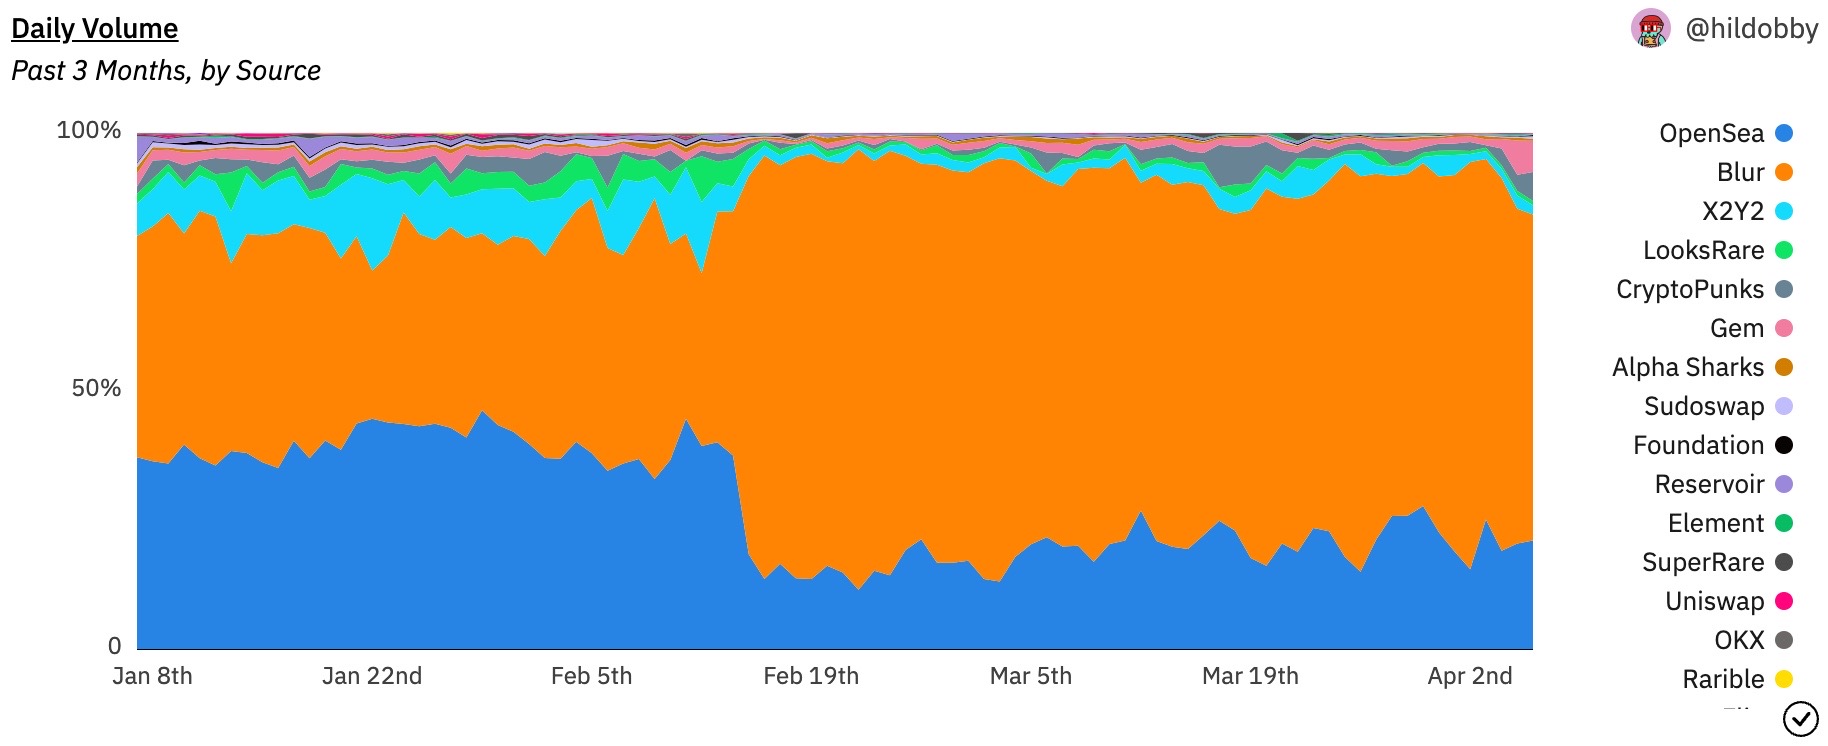 Daily Volume
@hildobby
Past 3 Months, by Source
100%
50%
0
Jan 8th
Jan 22nd
Feb 5th
Feb 19th
Mar 5th
Mar 19th
Apr 2nd
OpenSea
Blur
X2Y2
LooksRare
CryptoPunks
Gem
Alpha Sharks
Sudoswap
Foundation
Reservoir
Element
SuperRare
Uniswap
OKX
Rarible